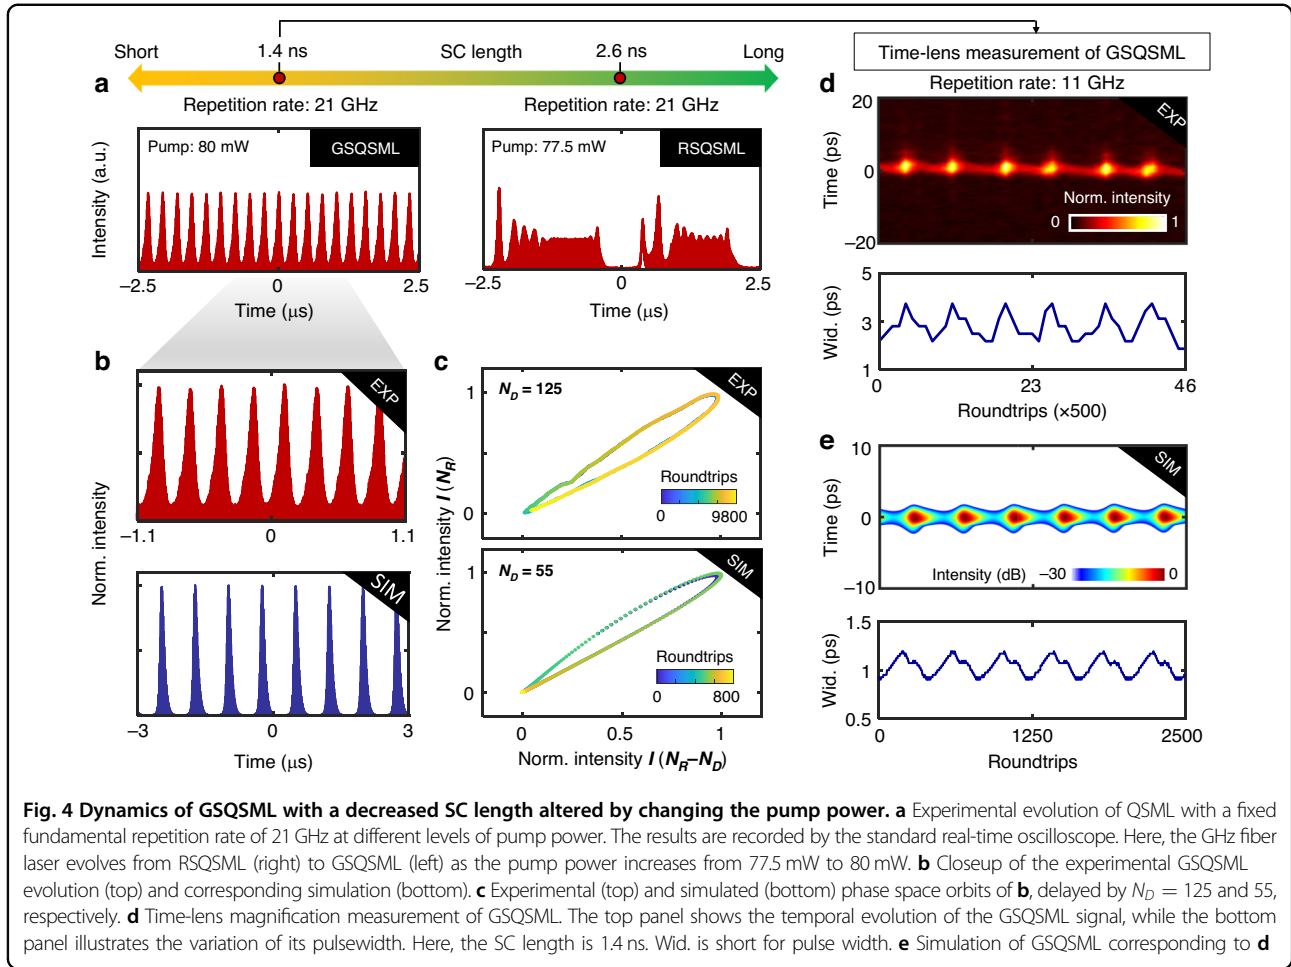 Short
1.4 ns
SC length
2.6 ns
Long
Time-lens measurement of GSQSML
a
Repetition rate: 21 GHz
Repetition rate: 21 GHz
Intensity (a.u.)
Pump: 80 mW
GSQSML
Pump: 77.5 mW
RSQSML
−2.5
0
2.5
−2.5
0
2.5
Time (μs)
Time (μs)
b
EXP
−1.1
0
1.1
Norm. intensity
SIM
−3
0
3
Time (μs)
c
N_D = 125
EXP
1
0
Roundtrips
0
9800
Norm. intensity I (N_R)
N_D = 55
SIM
1
0
Roundtrips
0
800
0
0.5
1
Norm. intensity I (N_R–N_D)
d
Repetition rate: 11 GHz
20
0
−20
Time (ps)
EXP
Norm. intensity
0
1
5
3
1
Wid. (ps)
0
23
46
Roundtrips (×500)
e
10
0
−10
Time (ps)
SIM
Intensity (dB)
−30
0
1.5
1
0.5
Wid. (ps)
0
1250
2500
Roundtrips
Fig. 4 Dynamics of GSQSML with a decreased SC length altered by changing the pump power. a Experimental evolution of QSML with a fixed
fundamental repetition rate of 21 GHz at different levels of pump power. The results are recorded by the standard real-time oscilloscope. Here, the GHz fiber
laser evolves from RSQSML (right) to GSQSML (left) as the pump power increases from 77.5 mW to 80 mW. b Closeup of the experimental GSQSML
evolution (top) and corresponding simulation (bottom). c Experimental (top) and simulated (bottom) phase space orbits of b, delayed by N_D = 125 and 55,
respectively. d Time-lens magnification measurement of GSQSML. The top panel shows the temporal evolution of the GSQSML signal, while the bottom
panel illustrates the variation of its pulsewidth. Here, the SC length is 1.4 ns. Wid. is short for pulse width. e Simulation of GSQSML corresponding to d